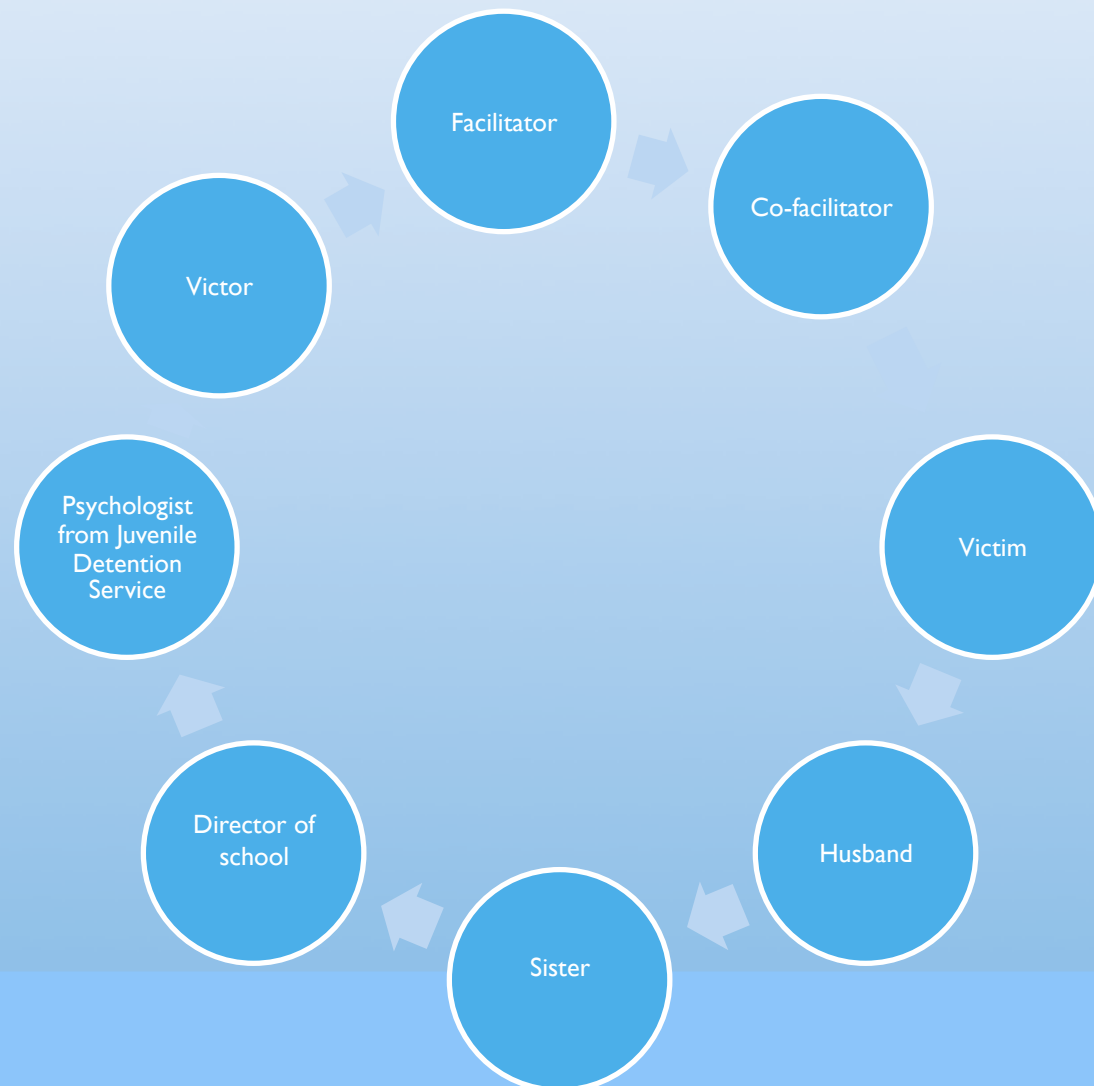 Facilitator
Co-facilitator
Victor
Psychologist
from Juvenile
Detention
Service
Victim
Director of
school
Husband
Sister